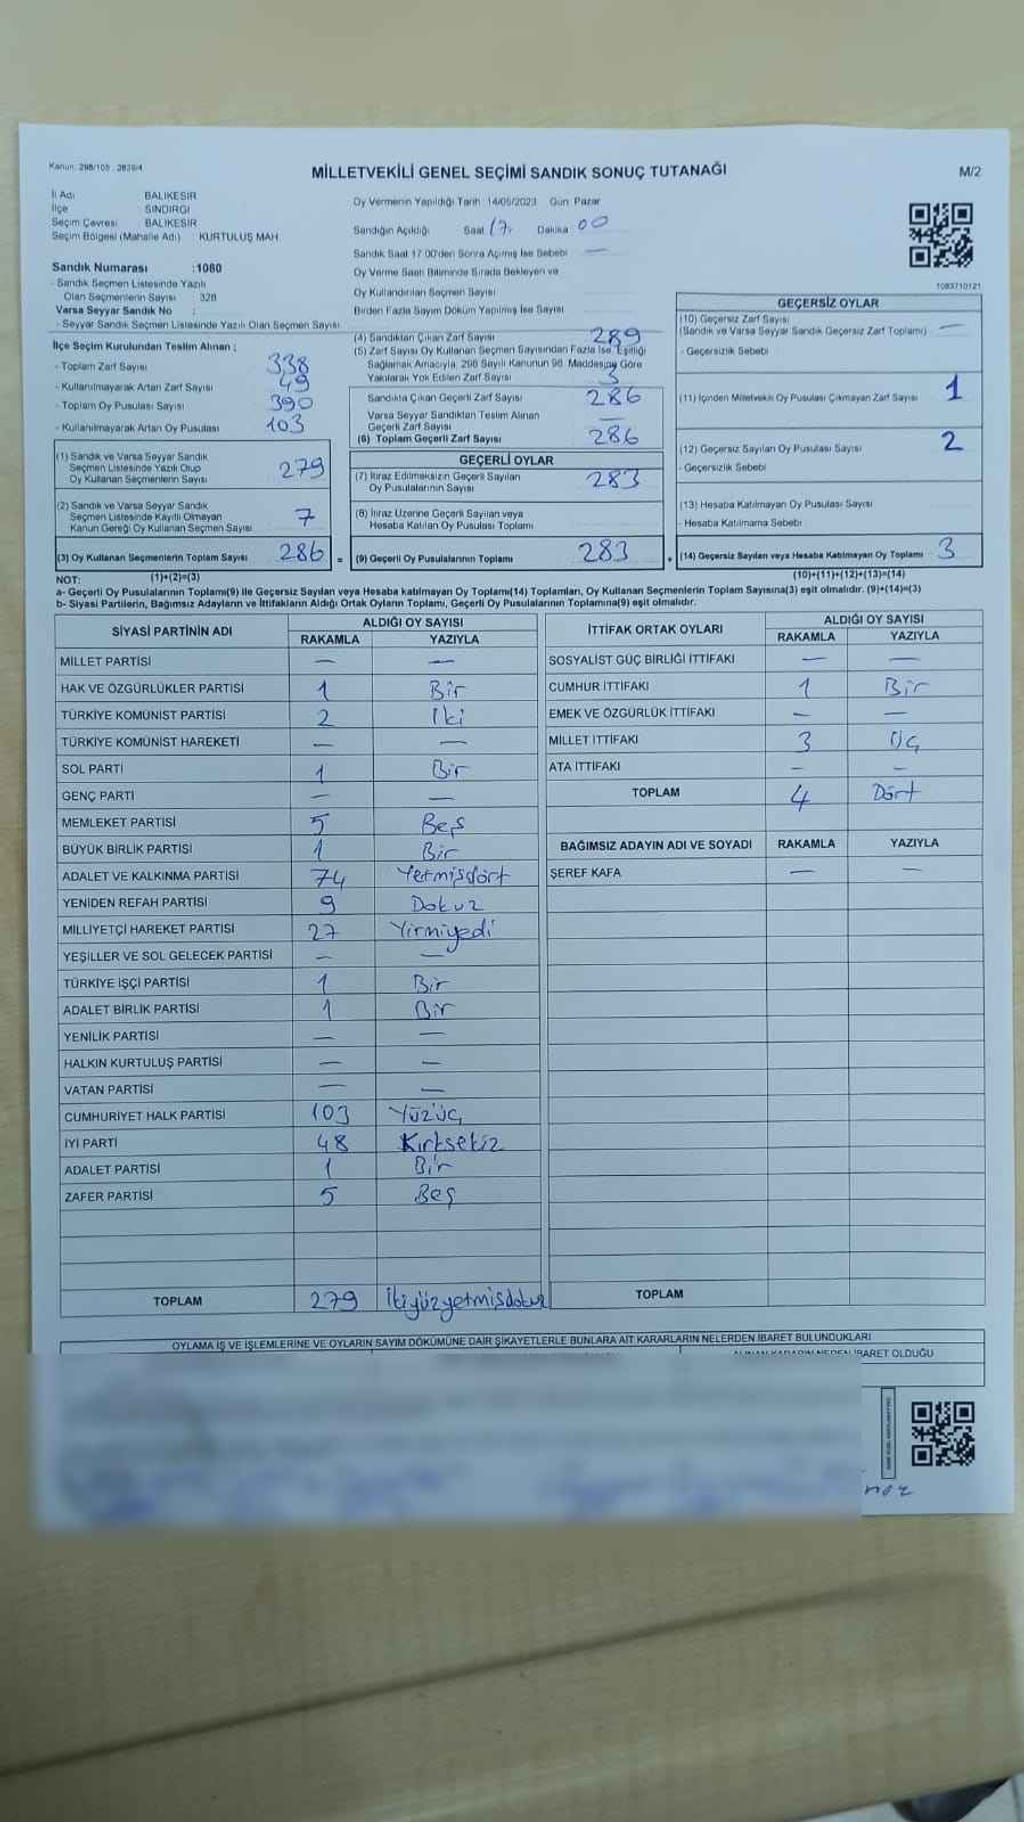 Kanun: 298/105 . 2839/4
MİLLETVEKİLİ GENEL SEÇİMİ SANDIK SONUÇ TUTANAĞI
M/2
İl Adı BALIKESİR
İlçe SINDIRGI
Seçim Çevresi BALIKESİR
Seçim Bölgesi (Mahalle Adı) KURTULUŞ MAH.
Sandık Numarası :1080
- Sandık Seçmen Listesinde Yazılı
Olan Seçmenlerin Sayısı 328
Varsa Seyyar Sandık No :
- Seyyar Sandık Seçmen Listesinde Yazılı Olan Seçmen Sayısı
İlçe Seçim Kurulundan Teslim Alınan ;
- Toplam Zarf Sayısı 338
- Kullanılmayarak Artan Zarf Sayısı 49
- Toplam Oy Pusulası Sayısı 390
- Kullanılmayarak Artan Oy Pusulası 103
(1) Sandık ve Varsa Seyyar Sandık
Seçmen Listesinde Yazılı Olup
Oy Kullanan Seçmenlerin Sayısı 279
(2) Sandık ve Varsa Seyyar Sandık
Seçmen Listesinde Kayıtlı Olmayan
Kanun Gereği Oy Kullanan Seçmen Sayısı 7
(3) Oy Kullanan Seçmenlerin Toplam Sayısı 286 =
(1)+(2)=(3)
Oy Vermenin Yapıldığı Tarih 14/05/2023 Gün Pazar
Sandığın Açıldığı Saat 17. Dakika 00
Sandık Saat 17.00'den Sonra Açılmış İse Sebebi —
Oy Verme Saati Bitiminde Sırada Bekleyen ve
Oy Kullandırılan Seçmen Sayısı
Birden Fazla Sayım Döküm Yapılmış İse Sayısı
(4) Sandıktan Çıkan Zarf Sayısı 289
(5) Zarf Sayısı Oy Kullanan Seçmen Sayısından Fazla İse, Eşitliği
Sağlamak Amacıyla, 298 Sayılı Kanunun 98. Maddesine Göre
Yakılarak Yok Edilen Zarf Sayısı 3
Sandıkta Çıkan Geçerli Zarf Sayısı 286
Varsa Seyyar Sandıktan Teslim Alınan
Geçerli Zarf Sayısı —
(6) Toplam Geçerli Zarf Sayısı 286
GEÇERLİ OYLAR
(7) İtiraz Edilmeksizin Geçerli Sayılan
Oy Pusulalarının Sayısı 283
(8) İtiraz Üzerine Geçerli Sayılan veya
Hesaba Katılan Oy Pusulası Toplamı
(9) Geçerli Oy Pusulalarının Toplamı 283 +
1083710121
GEÇERSİZ OYLAR
(10) Geçersiz Zarf Sayısı
(Sandık ve Varsa Seyyar Sandık Geçersiz Zarf Toplamı) —
- Geçersizlik Sebebi
(11) İçinden Milletvekili Oy Pusulası Çıkmayan Zarf Sayısı 1
(12) Geçersiz Sayılan Oy Pusulası Sayısı 2
- Geçersizlik Sebebi
(13) Hesaba Katılmayan Oy Pusulası Sayısı
- Hesaba Katılmama Sebebi
(14) Geçersiz Sayılan veya Hesaba Katılmayan Oy Toplamı 3
(10)+(11)+(12)+(13)=(14)
NOT:
a- Geçerli Oy Pusulalarının Toplamı(9) ile Geçersiz Sayılan veya Hesaba katılmayan Oy Toplamı(14) Toplamları, Oy Kullanan Seçmenlerin Toplam Sayısına(3) eşit olmalıdır. (9)+(14)=(3)
b- Siyasi Partilerin, Bağımsız Adayların ve İttifakların Aldığı Ortak Oyların Toplamı, Geçerli Oy Pusulalarının Toplamına(9) eşit olmalıdır.
SİYASİ PARTİNİN ADI ALDIĞI OY SAYISI
RAKAMLA YAZIYLA
MİLLET PARTİSİ — —
HAK VE ÖZGÜRLÜKLER PARTİSİ 1 Bir
TÜRKİYE KOMÜNİST PARTİSİ 2 İki
TÜRKİYE KOMÜNİST HAREKETİ — —
SOL PARTİ 1 Bir
GENÇ PARTİ — —
MEMLEKET PARTİSİ 5 Beş
BÜYÜK BİRLİK PARTİSİ 1 Bir
ADALET VE KALKINMA PARTİSİ 74 Yetmişdört
YENİDEN REFAH PARTİSİ 9 Dokuz
MİLLİYETÇİ HAREKET PARTİSİ 27 Yirmiyedi
YEŞİLLER VE SOL GELECEK PARTİSİ — —
TÜRKİYE İŞÇİ PARTİSİ 1 Bir
ADALET BİRLİK PARTİSİ 1 Bir
YENİLİK PARTİSİ — —
HALKIN KURTULUŞ PARTİSİ — —
VATAN PARTİSİ — —
CUMHURİYET HALK PARTİSİ 103 Yüzüç
İYİ PARTİ 48 Kırksekiz
ADALET PARTİSİ 1 Bir
ZAFER PARTİSİ 5 Beş
TOPLAM 279 İkiyüzyetmişdokuz
İTTİFAK ORTAK OYLARI ALDIĞI OY SAYISI
RAKAMLA YAZIYLA
SOSYALİST GÜÇ BİRLİĞİ İTTİFAKI — —
CUMHUR İTTİFAKI 1 Bir
EMEK VE ÖZGÜRLÜK İTTİFAKI — —
MİLLET İTTİFAKI 3 Üç
ATA İTTİFAKI — —
TOPLAM 4 Dört
BAĞIMSIZ ADAYIN ADI VE SOYADI RAKAMLA YAZIYLA
ŞEREF KAFA — —
TOPLAM
OYLAMA İŞ VE İŞLEMLERİNE VE OYLARIN SAYIM DÖKÜMÜNE DAİR ŞİKAYETLERLE BUNLARA AİT KARARLARIN NELERDEN İBARET BULUNDUKLARI
İBARET OLDUĞU